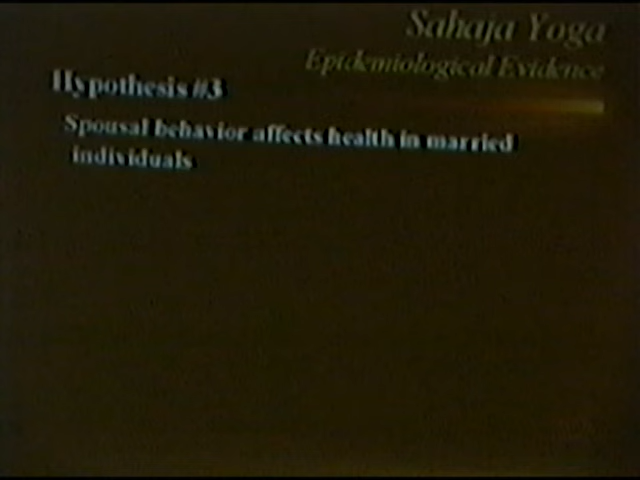 Sahaja Yoga
Epidemiological Evidence
Hypothesis #3
Spousal behavior affects health in married
individuals